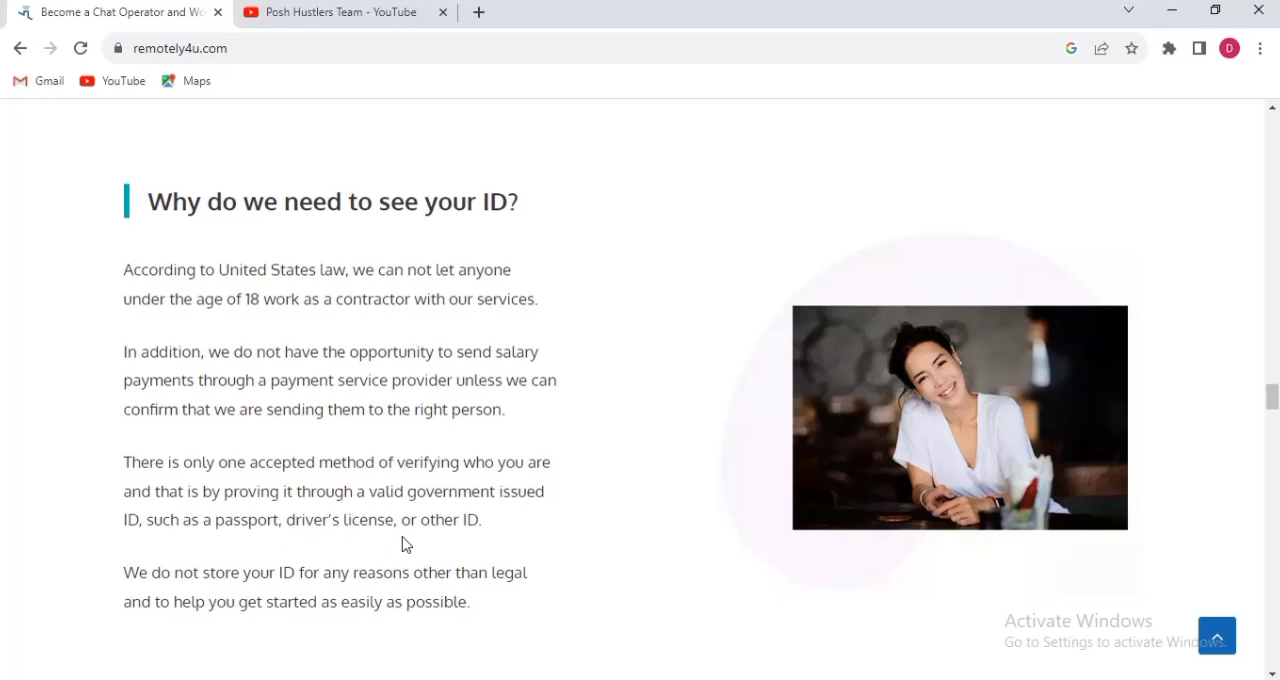 Become a Chat Operator and Wo
Posh Hustlers Team - YouTube
remotely4u.com
G
D
Gmail
YouTube
Maps
Why do we need to see your ID?
According to United States law, we can not let anyone
under the age of 18 work as a contractor with our services.
In addition, we do not have the opportunity to send salary
payments through a payment service provider unless we can
confirm that we are sending them to the right person.
There is only one accepted method of verifying who you are
and that is by proving it through a valid government issued
ID, such as a passport, driver's license, or other ID.
We do not store your ID for any reasons other than legal
and to help you get started as easily as possible.
Activate Windows
Go to Settings to activate Windows.